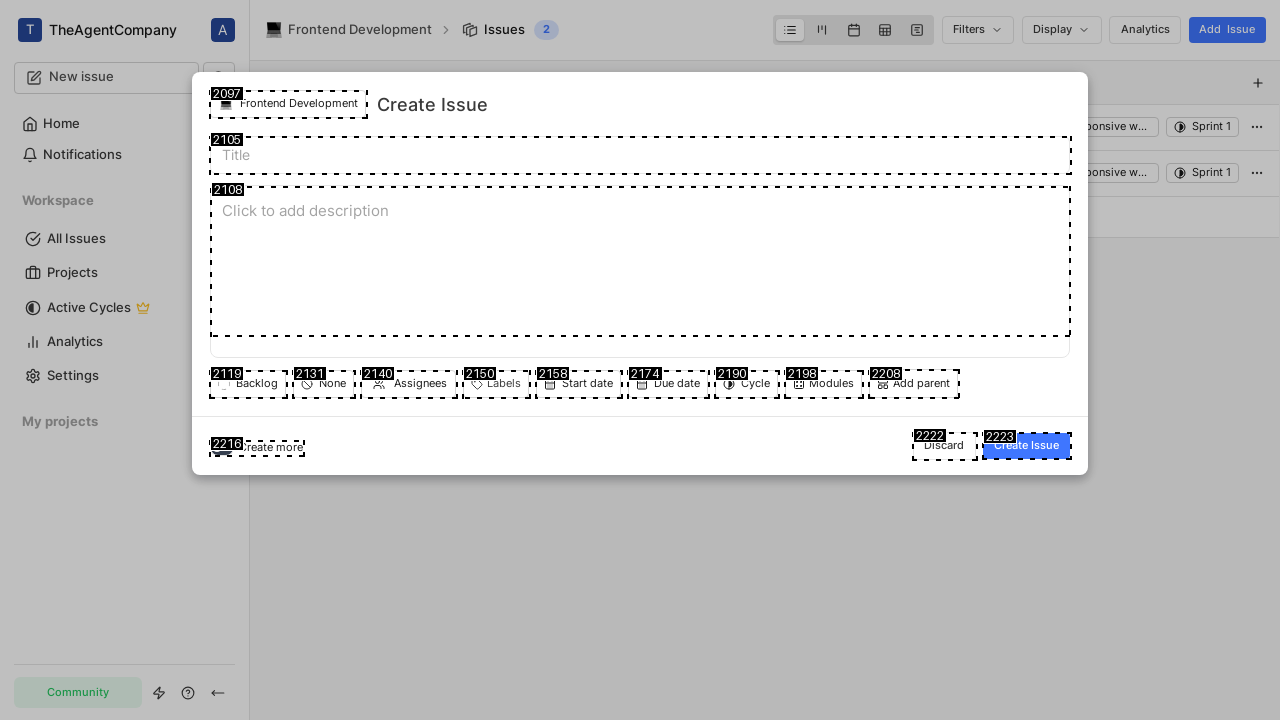 T TheAgentCompany A
Frontend Development Issues 2
Filters Display Analytics Add Issue
New issue
Home
Notifications
Workspace
All Issues
Projects
Active Cycles
Analytics
Settings
My projects
Community
2097 Frontend Development Create Issue
2105
Title
2108
Click to add description
2119 Backlog 2131 None 2140 Assignees 2150 Labels 2158 Start date 2174 Due date 2190 Cycle 2198 Modules 2208 Add parent
2216 Create more 2222 Discard 2223 Create Issue
ponsive w... Sprint 1
ponsive w... Sprint 1